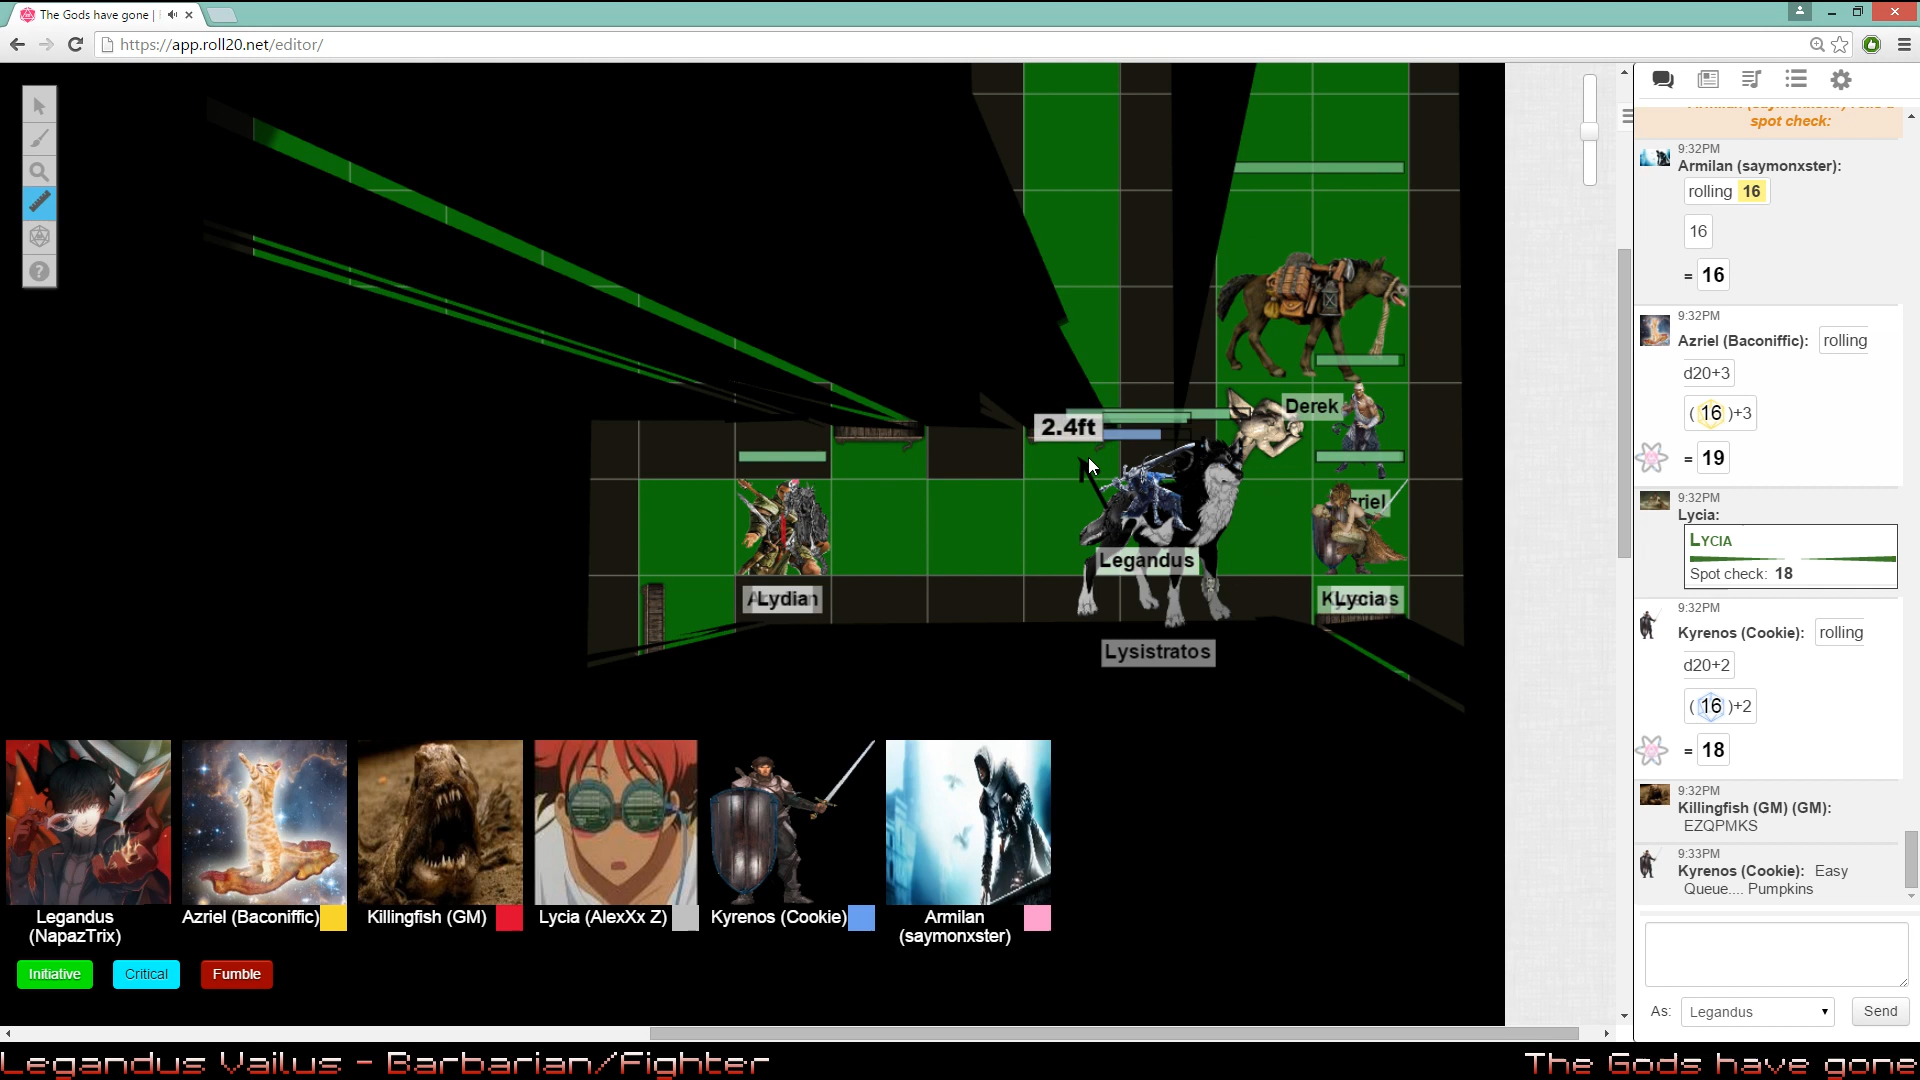 The Gods have gone |
https://app.roll20.net/editor/
spot check:
9:32PM
Armilan (saymonxster):
rolling 16
16
= 16
9:32PM
Azriel (Baconiffic): rolling
d20+3
(16)+3
= 19
9:32PM
Lycia:
LYCIA
Spot check: 18
9:32PM
Kyrenos (Cookie): rolling
d20+2
(16)+2
= 18
9:32PM
Killingfish (GM) (GM):
EZQPMKS
9:33PM
Kyrenos (Cookie): Easy
Queue.... Pumpkins
As: Legandus
Send
2.4ft
Derek
riel
Legandus
Lydian
Lycia
Lysistratos
Legandus
(NapazTrix)
Azriel (Baconiffic)
Killingfish (GM)
Lycia (AlexXx Z)
Kyrenos (Cookie)
Armilan
(saymonxster)
Initiative
Critical
Fumble
Legandus Vailus - Barbarian/Fighter
The Gods have gone